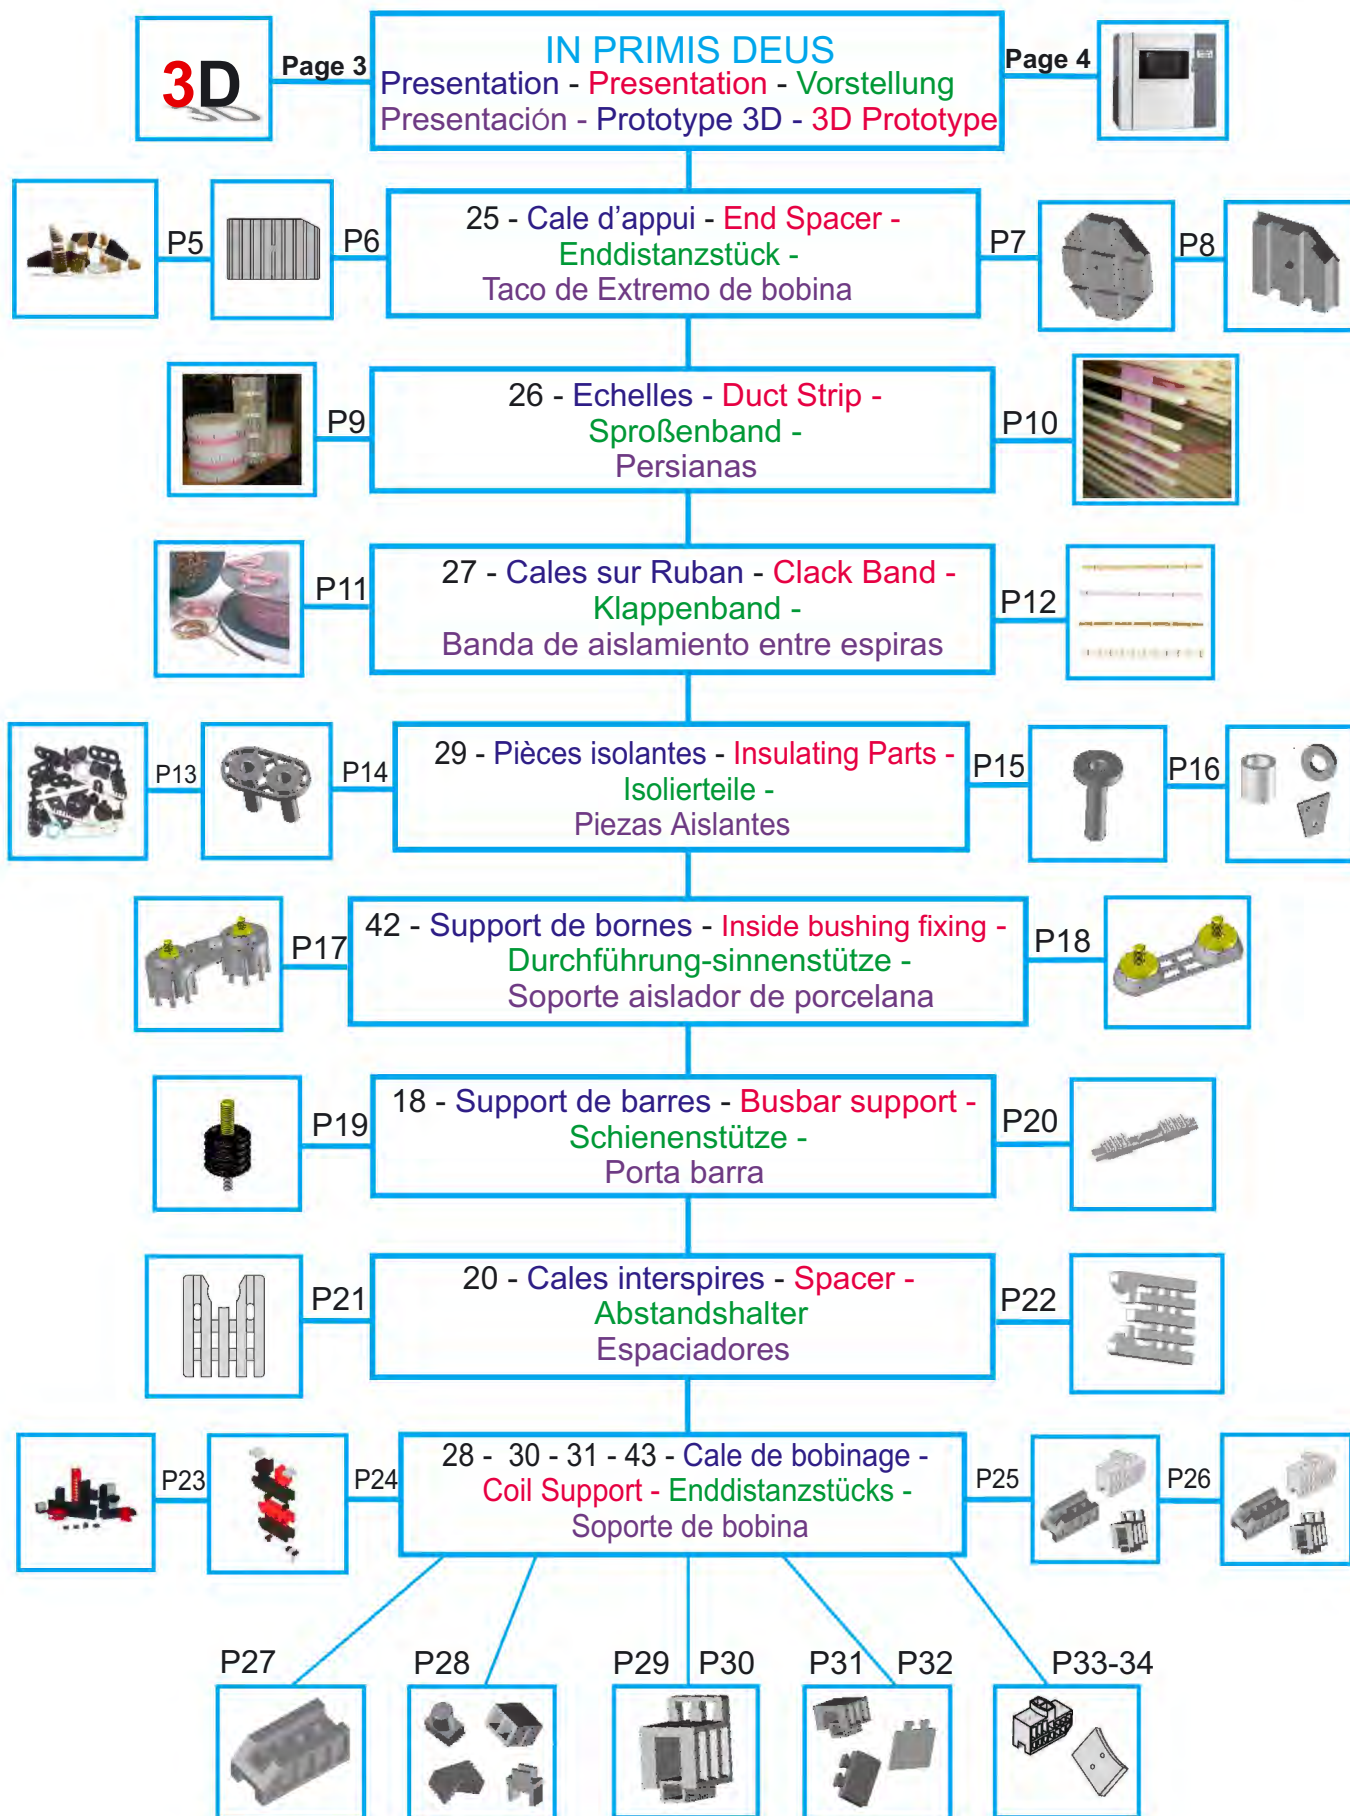 3D
Page 3
IN PRIMIS DEUS
Presentation - Presentation - Vorstellung
Presentación - Prototype 3D - 3D Prototype
Page 4
P5
P6
25 - Cale d'appui - End Spacer -
Enddistanzstück -
Taco de Extremo de bobina
P7
P8
P9
26 - Echelles - Duct Strip -
Sproßenband -
Persianas
P10
P11
27 - Cales sur Ruban - Clack Band -
Klappenband -
Banda de aislamiento entre espiras
P12
P13
P14
29 - Pièces isolantes - Insulating Parts -
Isolierteile -
Piezas Aislantes
P15
P16
P17
42 - Support de bornes - Inside bushing fixing -
Durchführung-sinnenstütze -
Soporte aislador de porcelana
P18
P19
18 - Support de barres - Busbar support -
Schienenstütze -
Porta barra
P20
P21
20 - Cales interspires - Spacer -
Abstandshalter
Espaciadores
P22
P23
P24
28 - 30 - 31 - 43 - Cale de bobinage -
Coil Support - Enddistanzstücks -
Soporte de bobina
P25
P26
P27
P28
P29 P30
P31 P32
P33-34